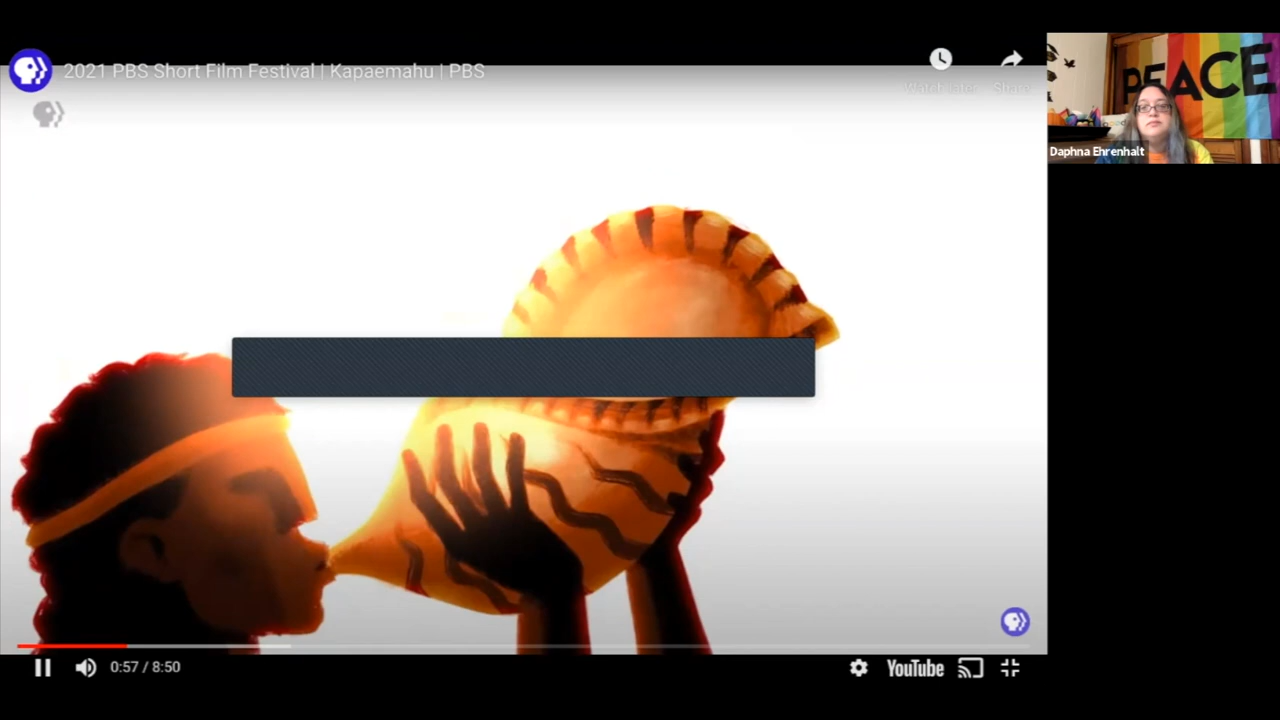 2021 PBS Short Film Festival | Kapaemahu | PBS
Watch later
Share
PEACE
Daphna Ehrenhalt
0:57 / 8:50
YouTube